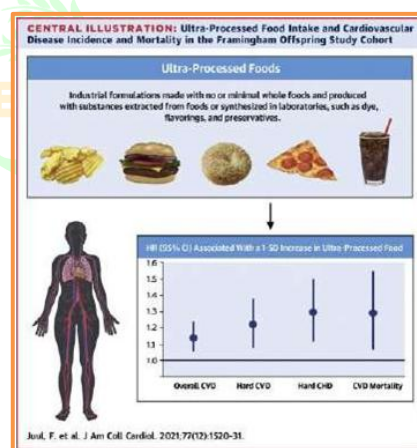 CENTRAL ILLUSTRATION: Ultra-Processed Food Intake and Cardiovascular
Disease Incidence and Mortality in the Framingham Offspring Study Cohort
Ultra-Processed Foods
Industrial formulations made with no or minimal whole foods and produced
with substances extracted from foods or synthesized in laboratories, such as dye,
flavorings, and preservatives.
HR (95% CI) Associated With a 1-SD Increase in Ultra-Processed Food
1.6
1.5
1.4
1.3
1.2
1.1
1.0
Overall CVD Hard CVD Hard CHD CVD Mortality
Juul, F. et al. J Am Coll Cardiol. 2021;77(12):1520–31.